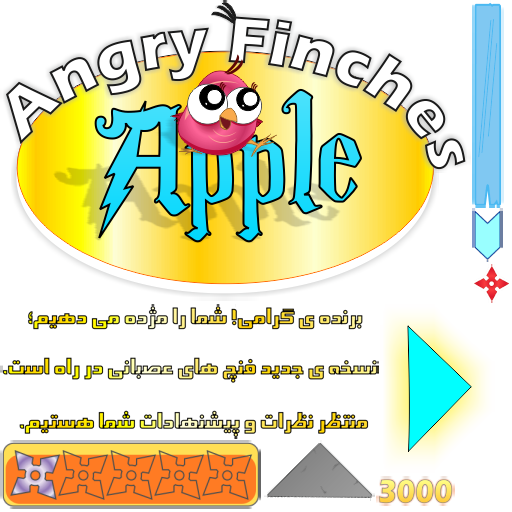 Angry Finches
Apple
برنده ی گرامی! شما را مژده می دهیم؛
نسخه ی جدید فنچ های عصبانی در راه است.
منتظر نظرات و پیشنهادات شما هستیم.
3000